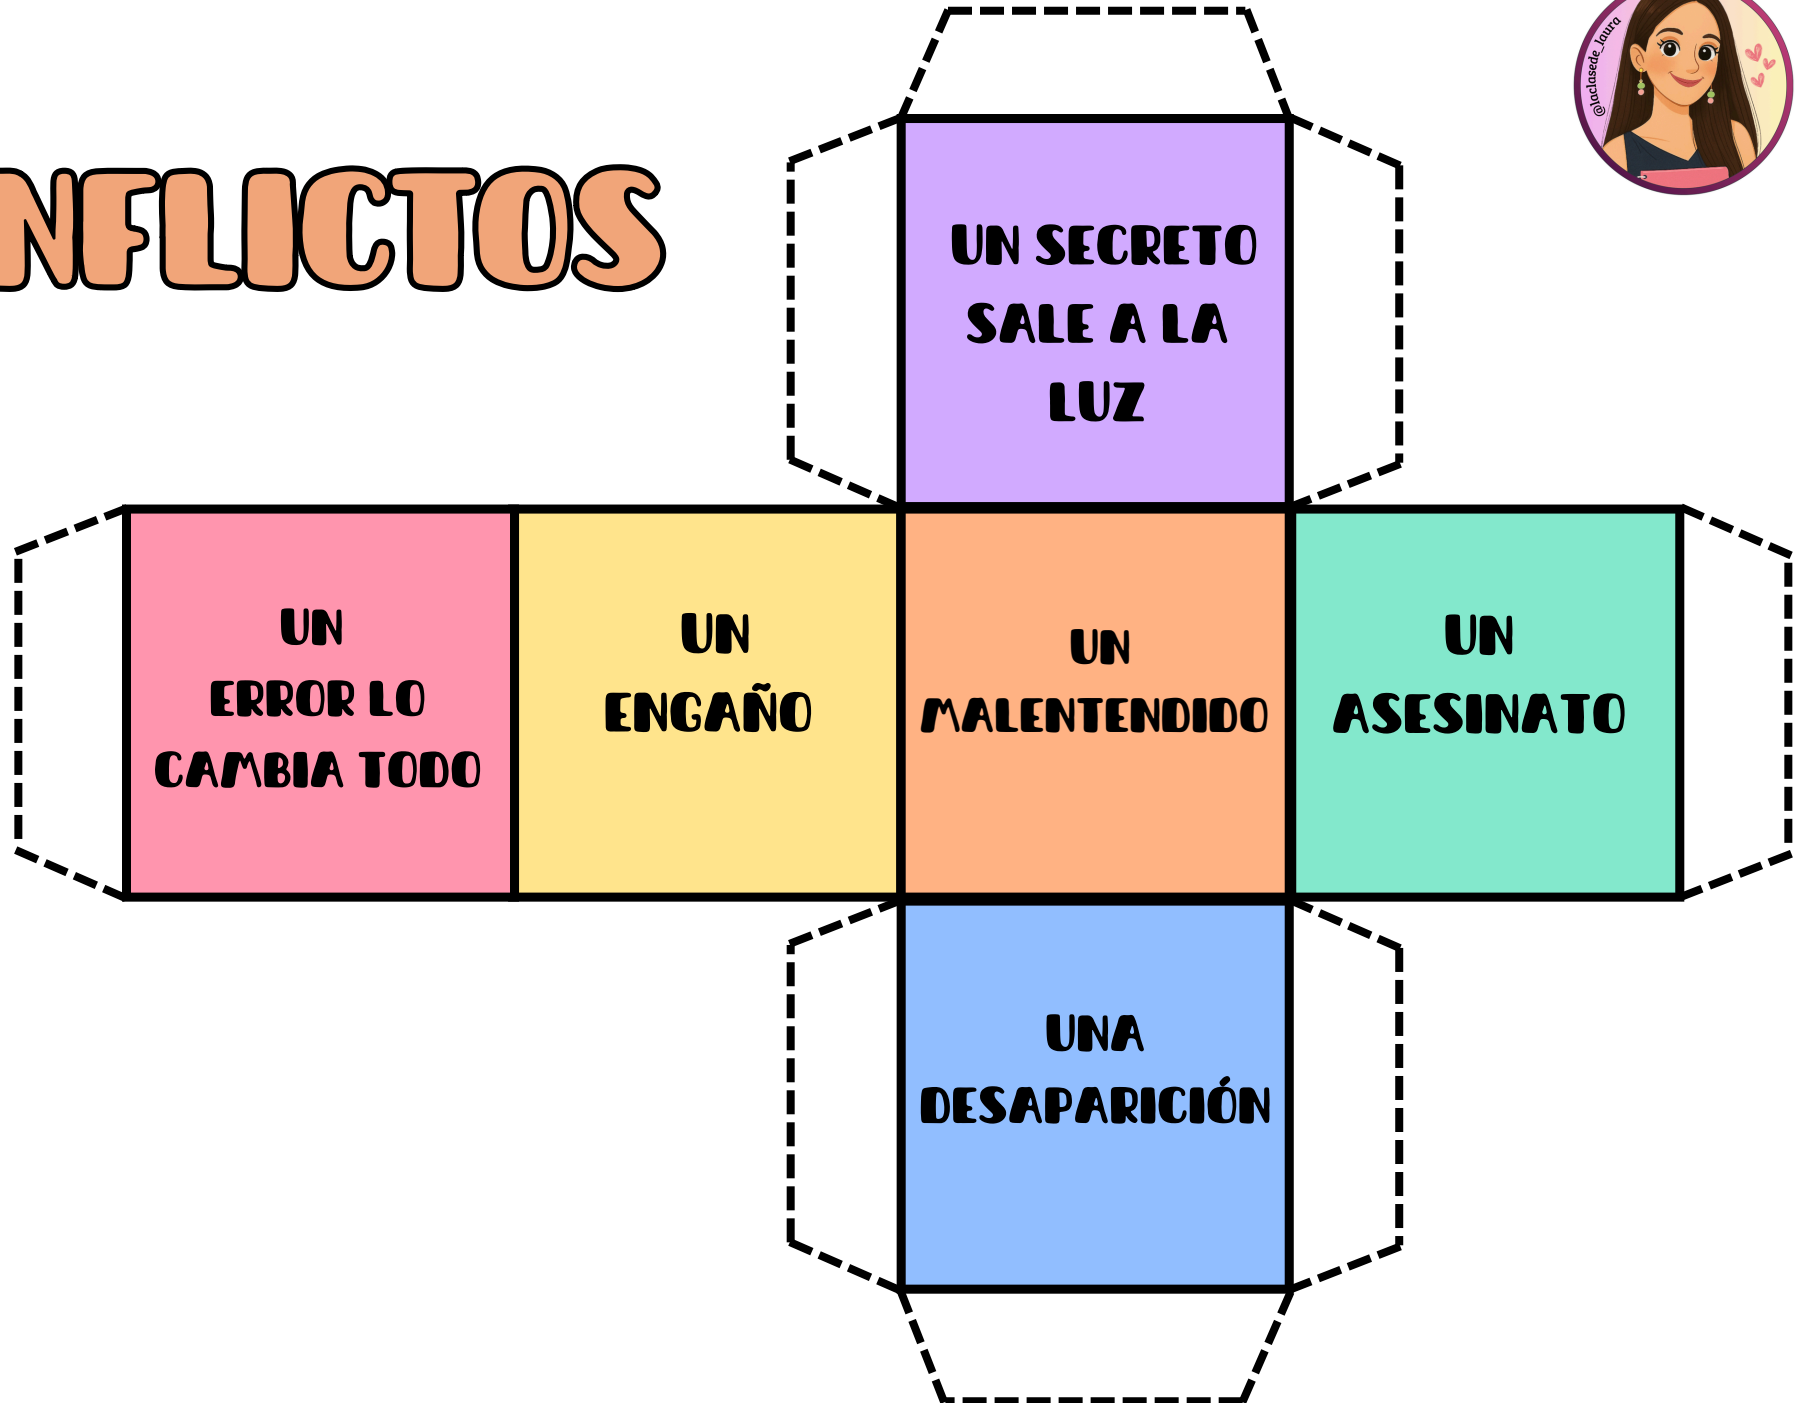 @laclasede_laura
NFLICTOS
UN SECRETO
SALE A LA
LUZ
UN
ERROR LO
CAMBIA TODO
UN
ENGAÑO
UN
MALENTENDIDO
UN
ASESINATO
UNA
DESAPARICIÓN